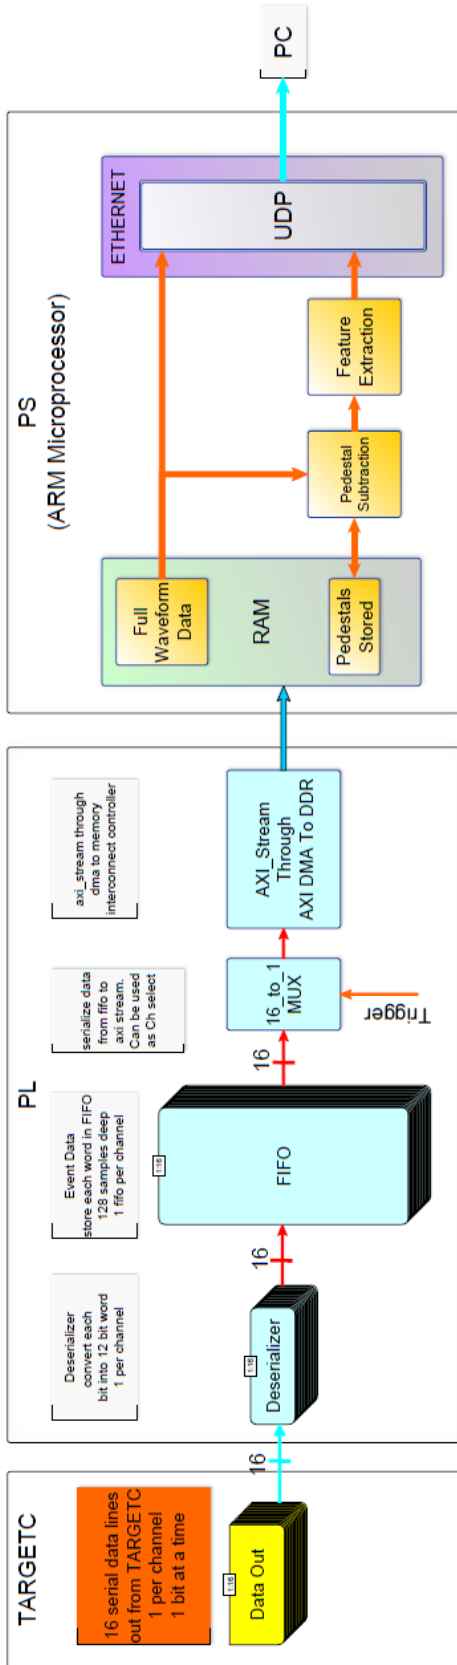 TARGETC
16 serial data lines
out from TARGETC
1 per channel
1 bit at a time
1:16
Data Out
16
PL
Deserializer
convert each
bit into 12 bit word
1 per channel
1:16
Deserializer
16
Event Data
store each word in FIFO
128 samples deep
1 fifo per channel
1:16
FIFO
16
serialize data
from fifo to
axi stream.
Can be used
as Ch select
16_to_1
MUX
Trigger
axi_stream through
dma to memory
interconnect controller
AXI_Stream
Through
AXI DMA To DDR
PS
(ARM Microprocessor)
Full
Waveform
Data
RAM
Pedestals
Stored
Pedestal
Subtraction
Feature
Extraction
ETHERNET
UDP
PC